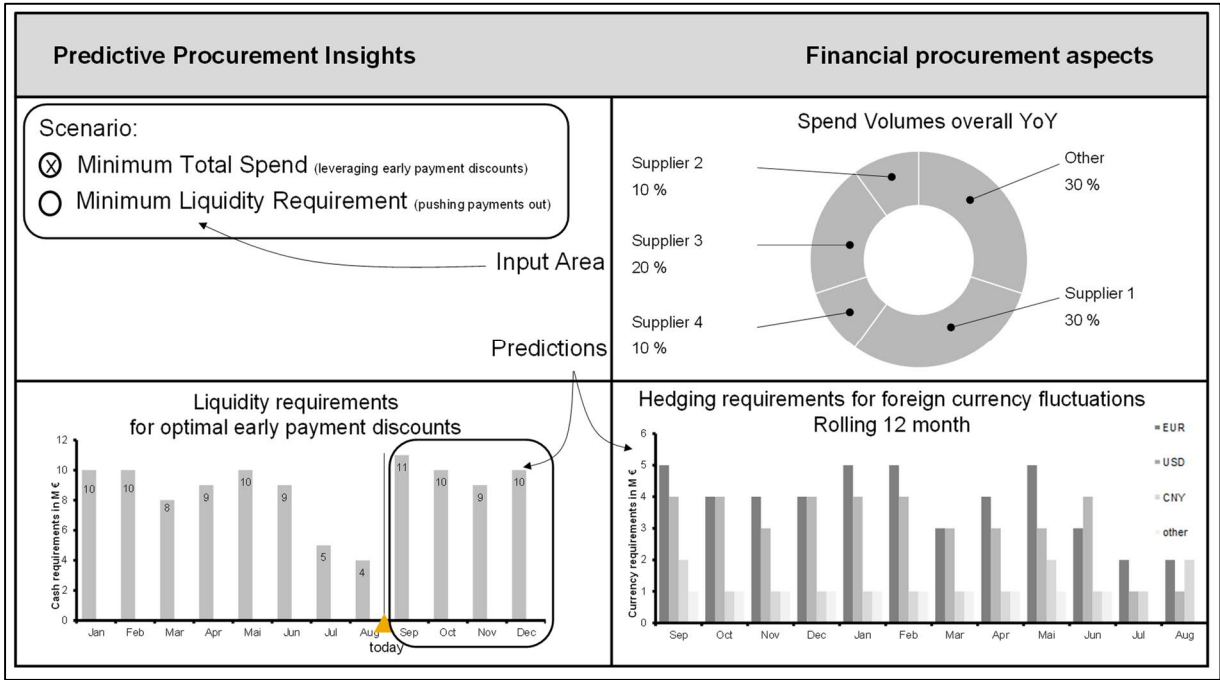 Predictive Procurement Insights
Financial procurement aspects
Scenario:
X Minimum Total Spend (leveraging early payment discounts)
Minimum Liquidity Requirement (pushing payments out)
Input Area
Predictions
Spend Volumes overall YoY
Supplier 2
10 %
Other
30 %
Supplier 3
20 %
Supplier 1
30 %
Supplier 4
10 %
Liquidity requirements
for optimal early payment discounts
Cash requirements in M €
12
10
8
6
4
2
0
10
10
8
9
10
9
5
4
11
10
9
10
Jan Feb Mar Apr Mai Jun Jul Aug Sep Oct Nov Dec
today
Hedging requirements for foreign currency fluctuations
Rolling 12 month
Currency requirements in M €
6
5
4
3
2
1
0
EUR
USD
CNY
other
Sep Oct Nov Dec Jan Feb Mar Apr Mai Jun Jul Aug